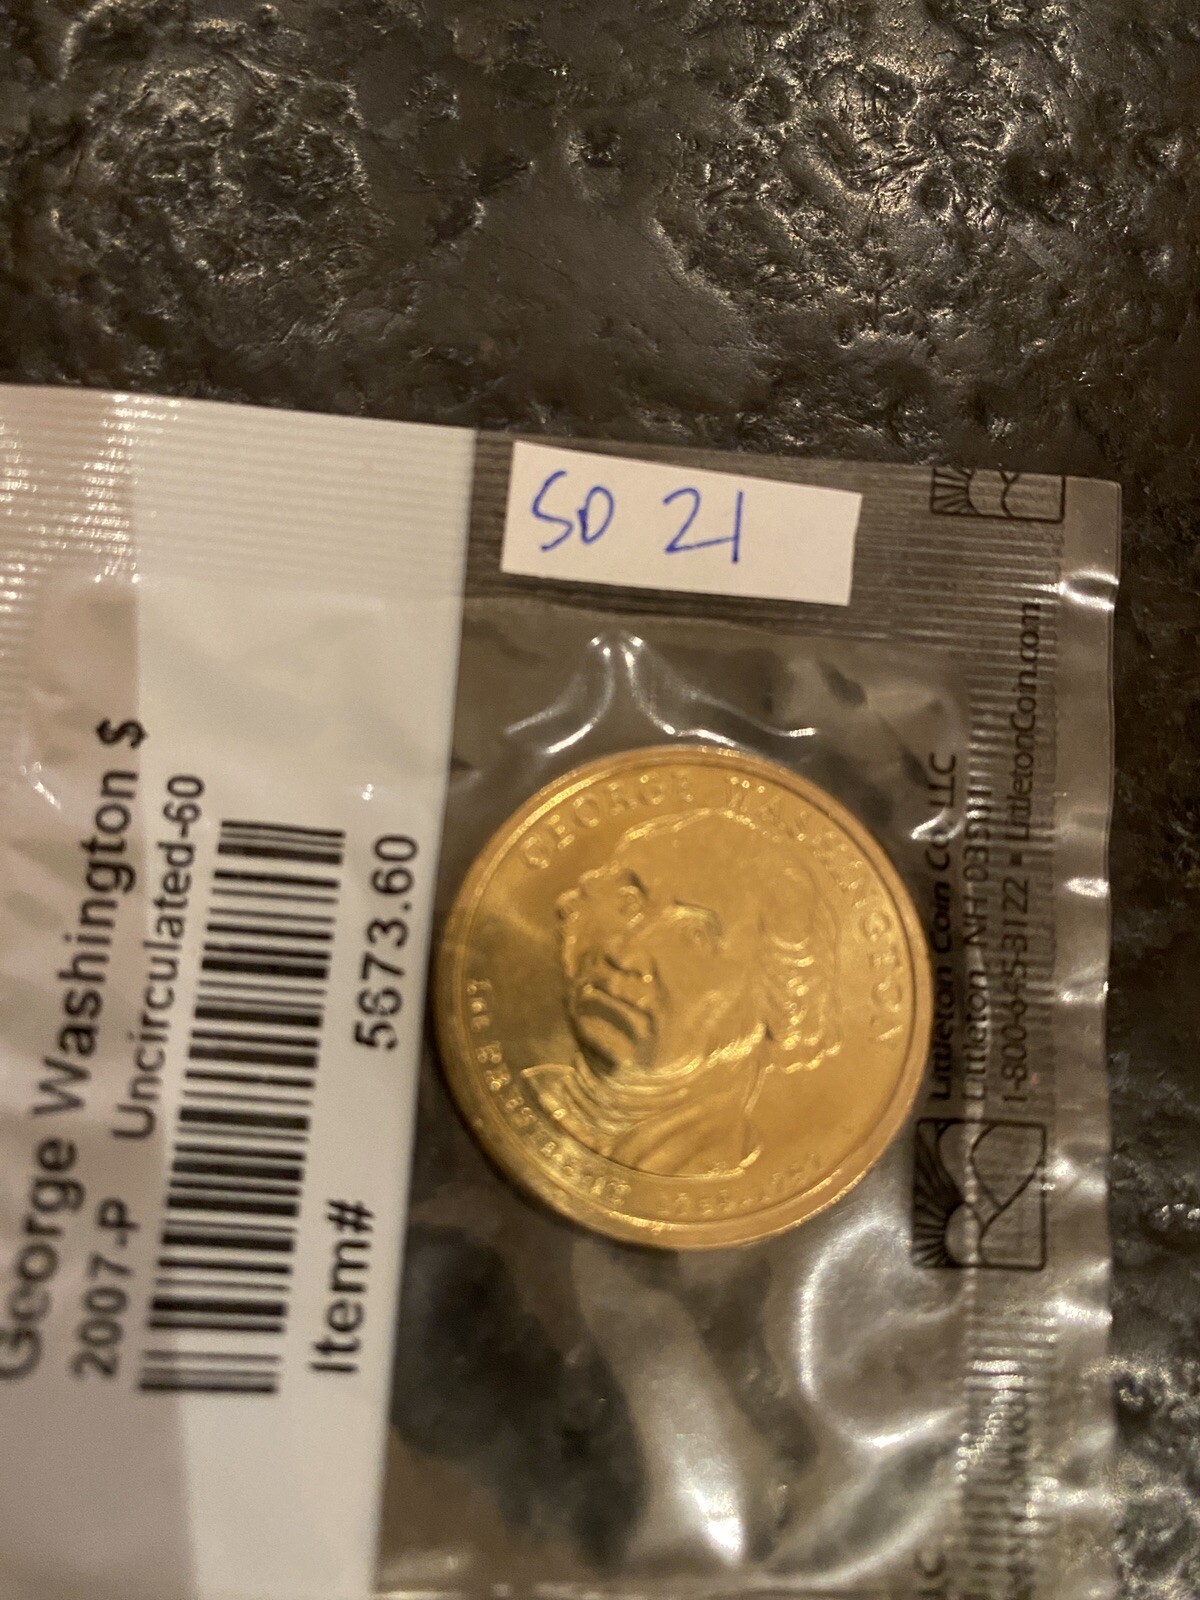 SD 21
George Washington $
2007-P Uncirculated-60
Item# 5673.60
GEORGE WASHINGTON
1st PRESIDENT 1789-1797
Littleton Coin Co. LLC
Littleton NH 03561
1-800-645-3122 • LittletonCoin.com